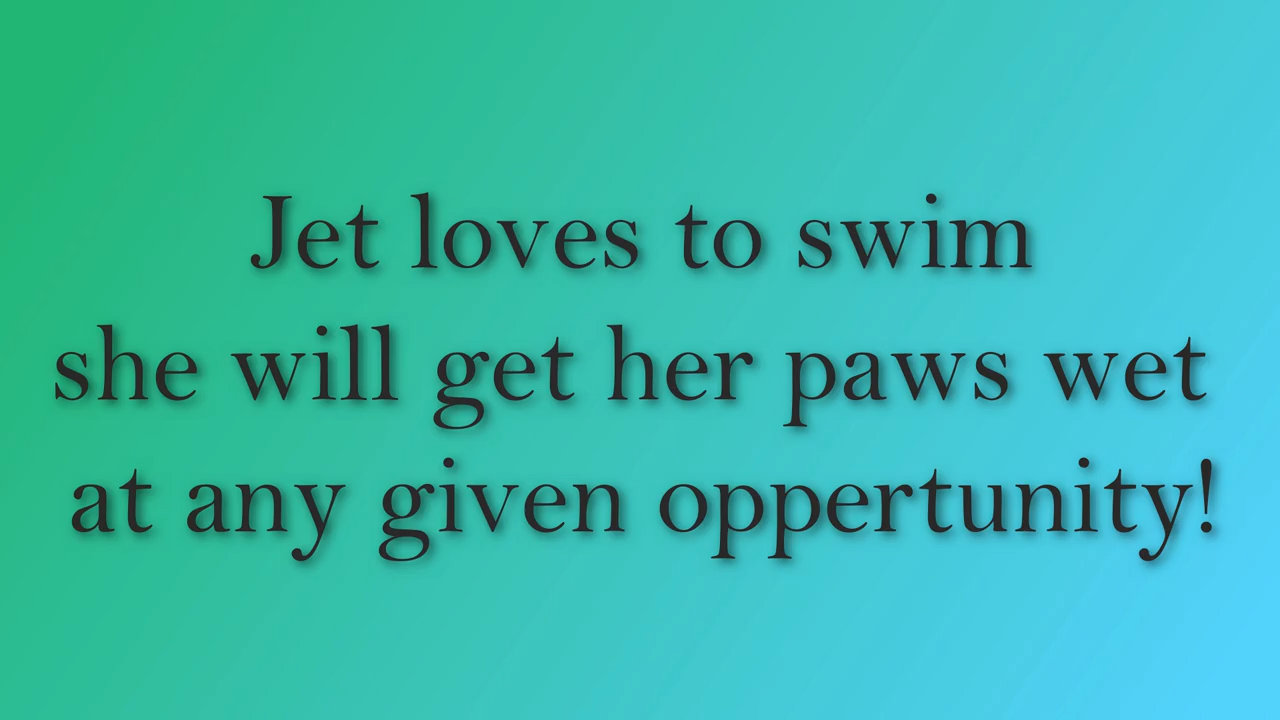 Jet loves to swim
she will get her paws wet
at any given oppertunity!